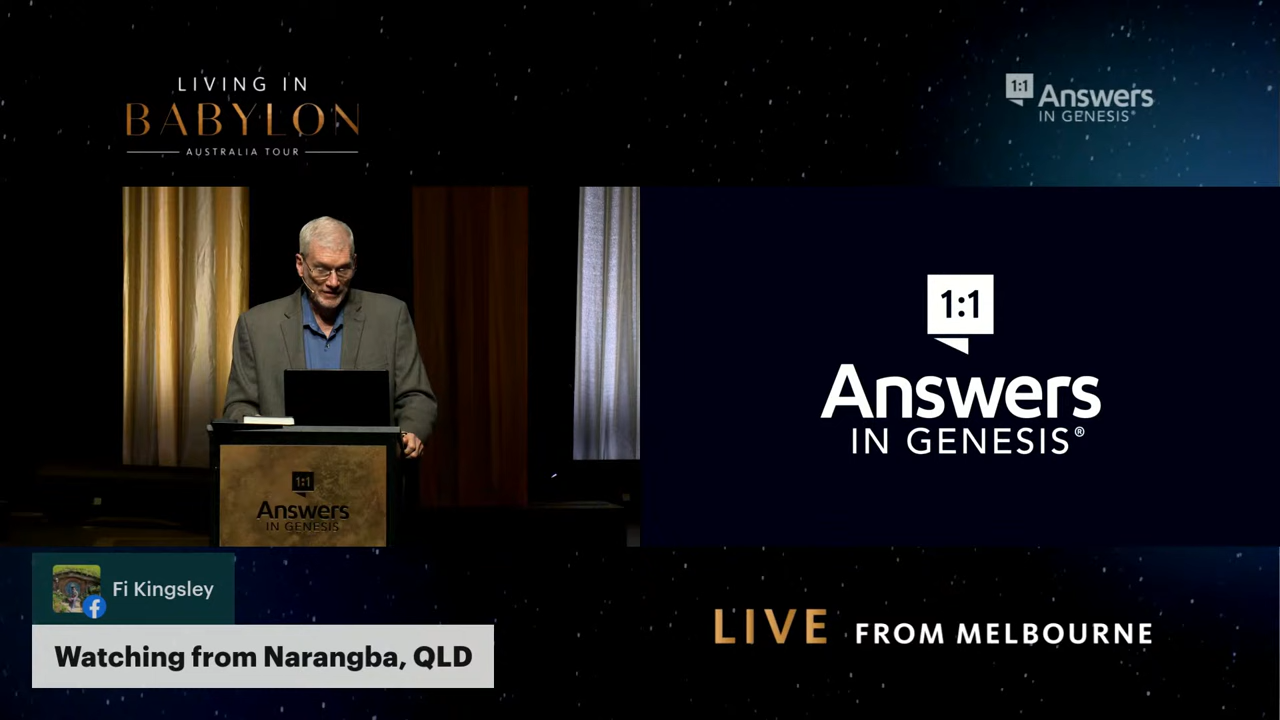 LIVING IN
BABYLON
AUSTRALIA TOUR
1:1
Answers
IN GENESIS®
1:1
Answers
IN GENESIS®
1:1
Answers
IN GENESIS
Fi Kingsley
Watching from Narangba, QLD
LIVE FROM MELBOURNE